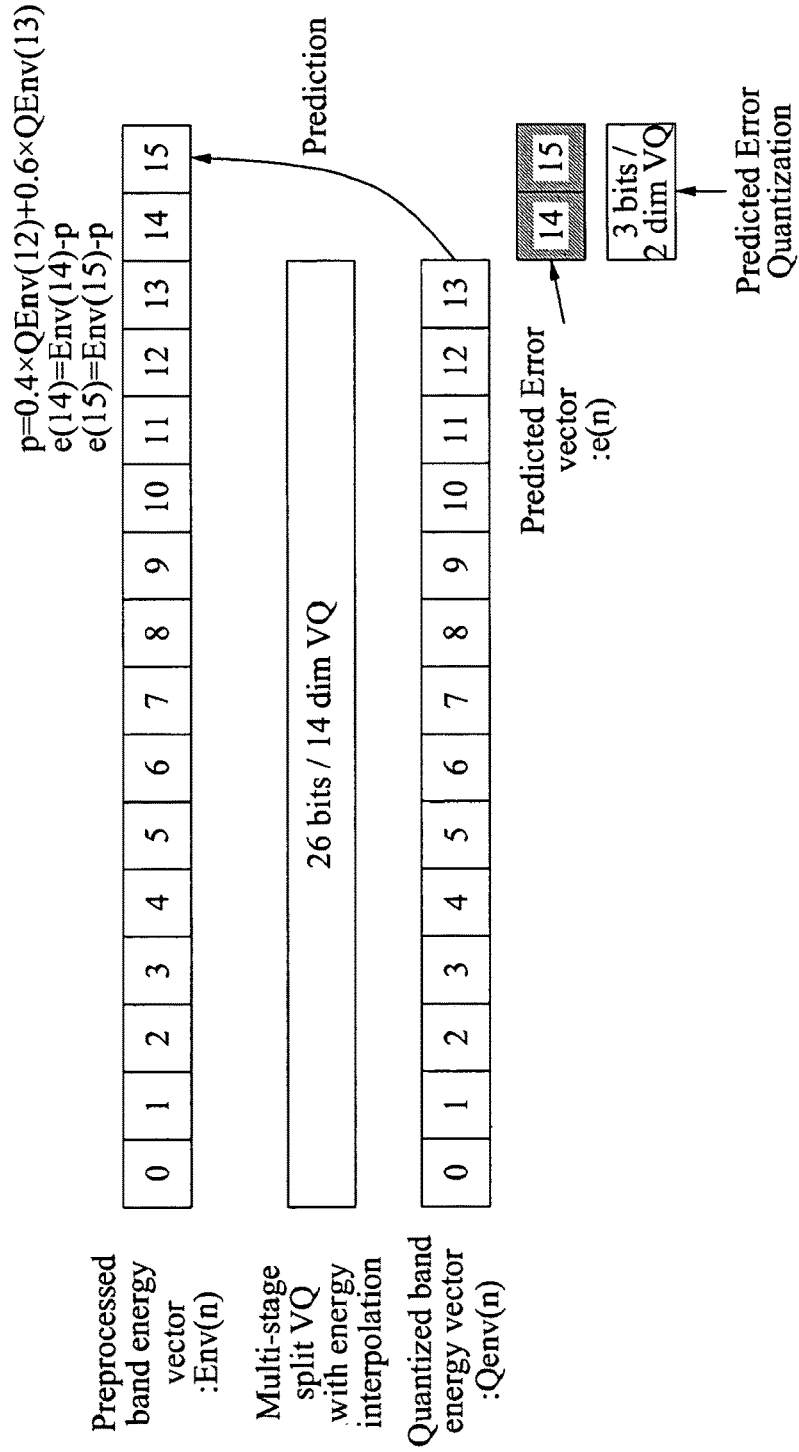 p=0.4×QEnv(12)+0.6×QEnv(13)
e(14)=Env(14)-p
e(15)=Env(15)-p
Preprocessed
band energy
vector
:Env(n)
0 1 2 3 4 5 6 7 8 9 10 11 12 13 14 15
Prediction
Multi-stage
split VQ
with energy
interpolation
26 bits / 14 dim VQ
Quantized band
energy vector
:Qenv(n)
0 1 2 3 4 5 6 7 8 9 10 11 12 13
Predicted Error
vector
:e(n)
14 15
3 bits /
2 dim VQ
Predicted Error
Quantization